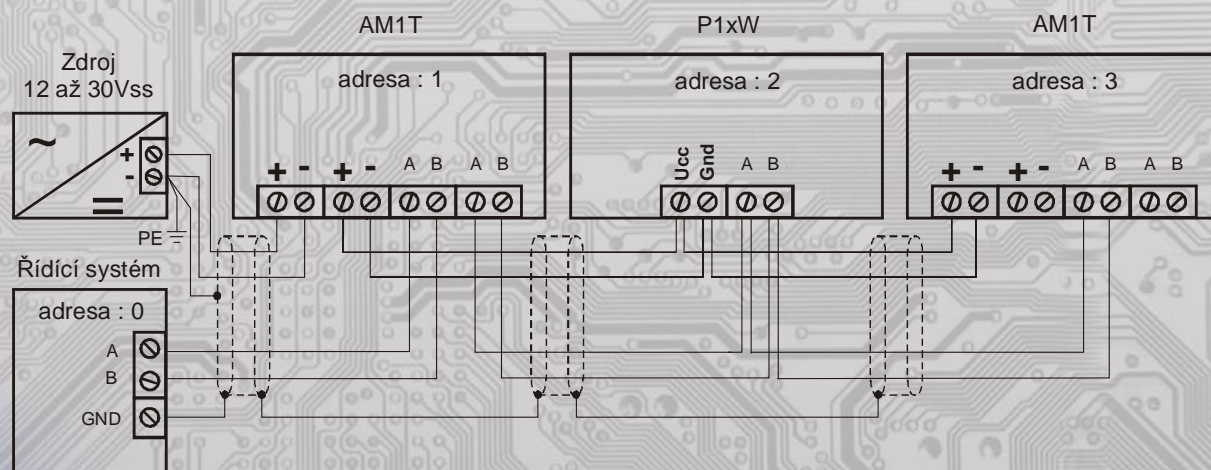 AM1T
P1xW
AM1T
Zdroj
12 až 30Vss
~
+
-
=
PE
adresa : 1
+ - + - A B A B
adresa : 2
Ucc Gnd A B
adresa : 3
+ - + - A B A B
Řídící systém
adresa : 0
A
B
GND